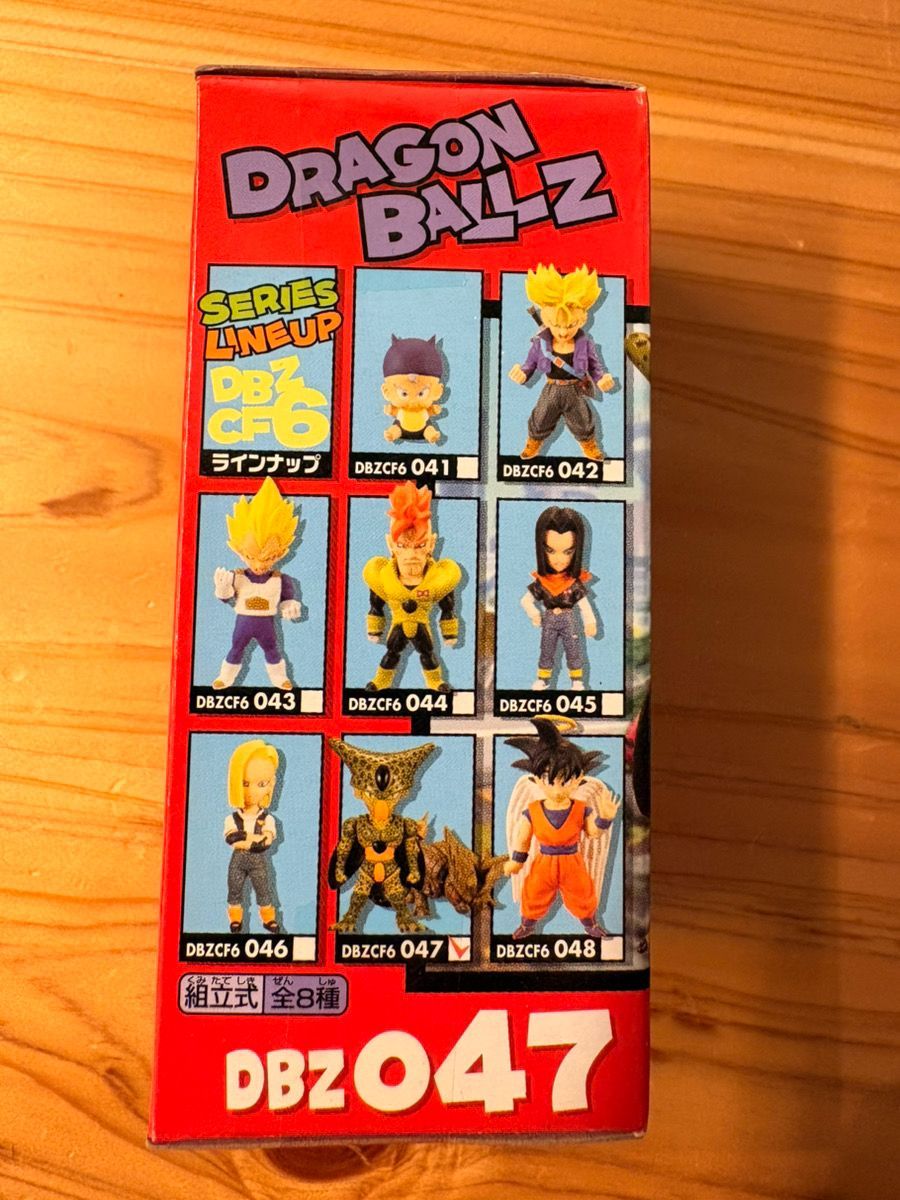 DRAGON
BALL Z
SERIES
LINEUP
DBZ
CF6
ラインナップ
DBZCF6 041
DBZCF6 042
DBZCF6 043
DBZCF6 044
DBZCF6 045
DBZCF6 046
DBZCF6 047
DBZCF6 048
くみたてしき ぜん しゅ
組立式 全8種
DBZ047